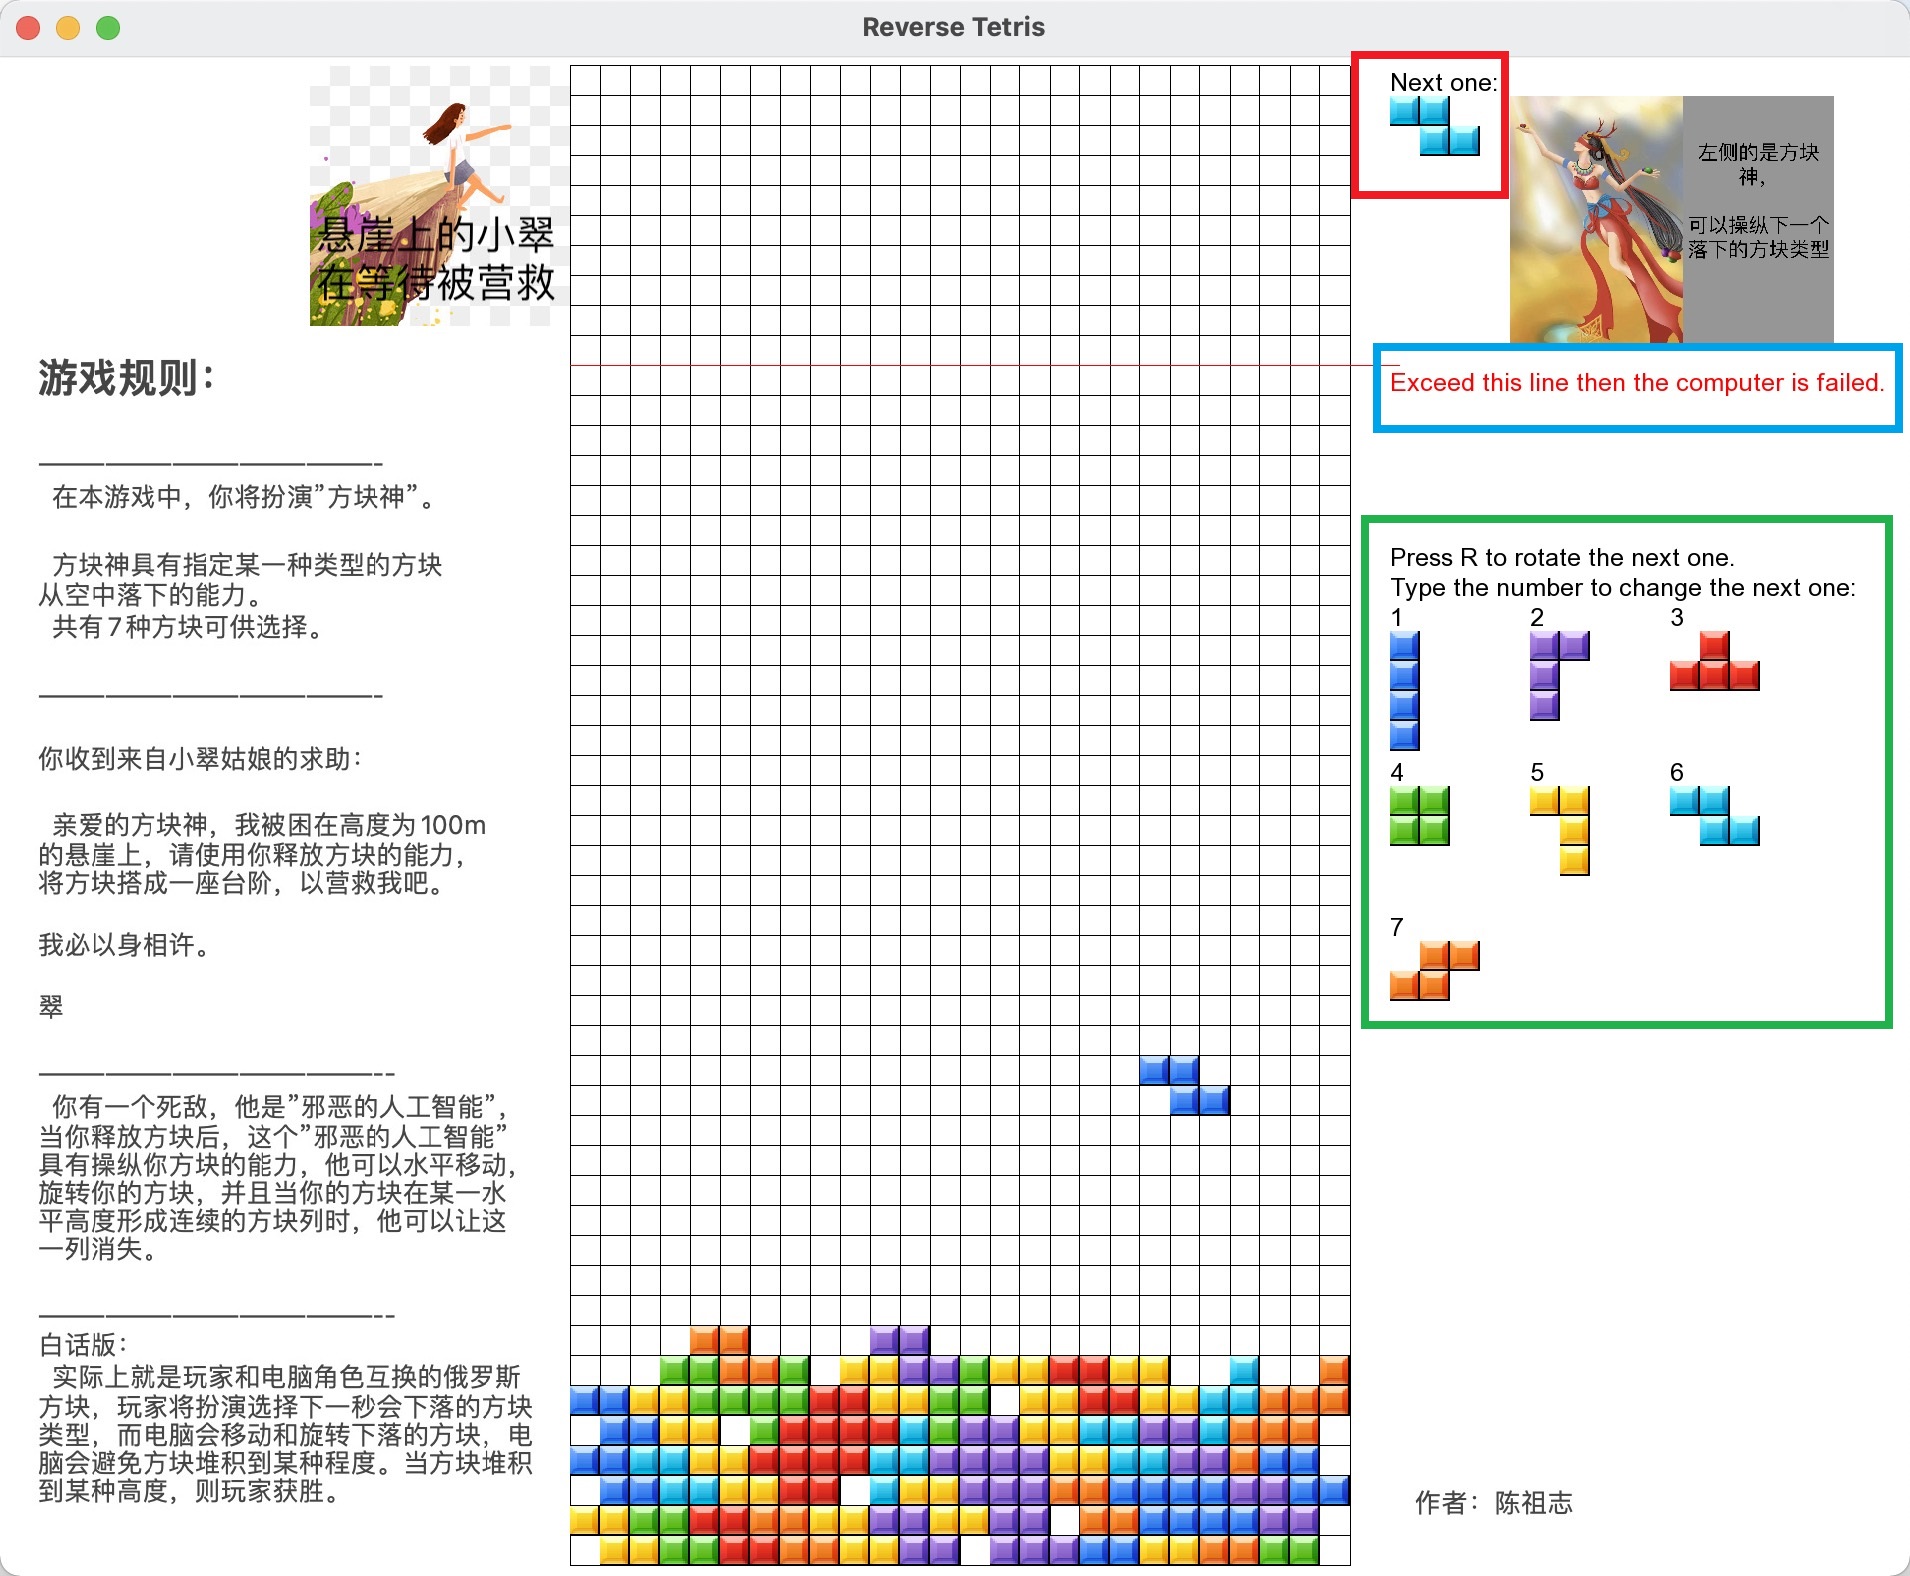 Reverse Tetris
悬崖上的小翠
在等待被营救
游戏规则：
————————————————-
在本游戏中，你将扮演”方块神”。
方块神具有指定某一种类型的方块
从空中落下的能力。
共有7种方块可供选择。
————————————————-
你收到来自小翠姑娘的求助：
亲爱的方块神，我被困在高度为100m
的悬崖上，请使用你释放方块的能力，
将方块搭成一座台阶，以营救我吧。
我必以身相许。
翠
————————————————--
你有一个死敌，他是”邪恶的人工智能”，
当你释放方块后，这个”邪恶的人工智能”
具有操纵你方块的能力，他可以水平移动，
旋转你的方块，并且当你的方块在某一水
平高度形成连续的方块列时，他可以让这
一列消失。
————————————————--
白话版：
实际上就是玩家和电脑角色互换的俄罗斯
方块，玩家将扮演选择下一秒会下落的方块
类型，而电脑会移动和旋转下落的方块，电
脑会避免方块堆积到某种程度。当方块堆积
到某种高度，则玩家获胜。
Next one:
左侧的是方块
神，
可以操纵下一个
落下的方块类型
Exceed this line then the computer is failed.
Press R to rotate the next one.
Type the number to change the next one:
1 2 3
4 5 6
7
作者：陈祖志